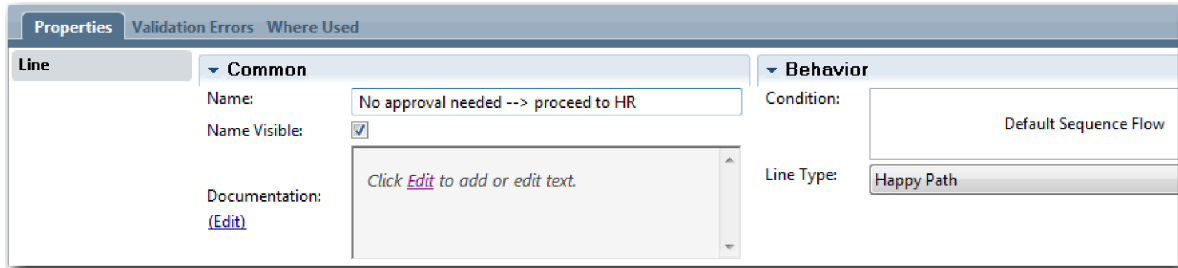 Properties Validation Errors Where Used
Line
Common
Name: No approval needed --> proceed to HR
Name Visible:
Documentation:
(Edit)
Click Edit to add or edit text.
Behavior
Condition: Default Sequence Flow
Line Type: Happy Path